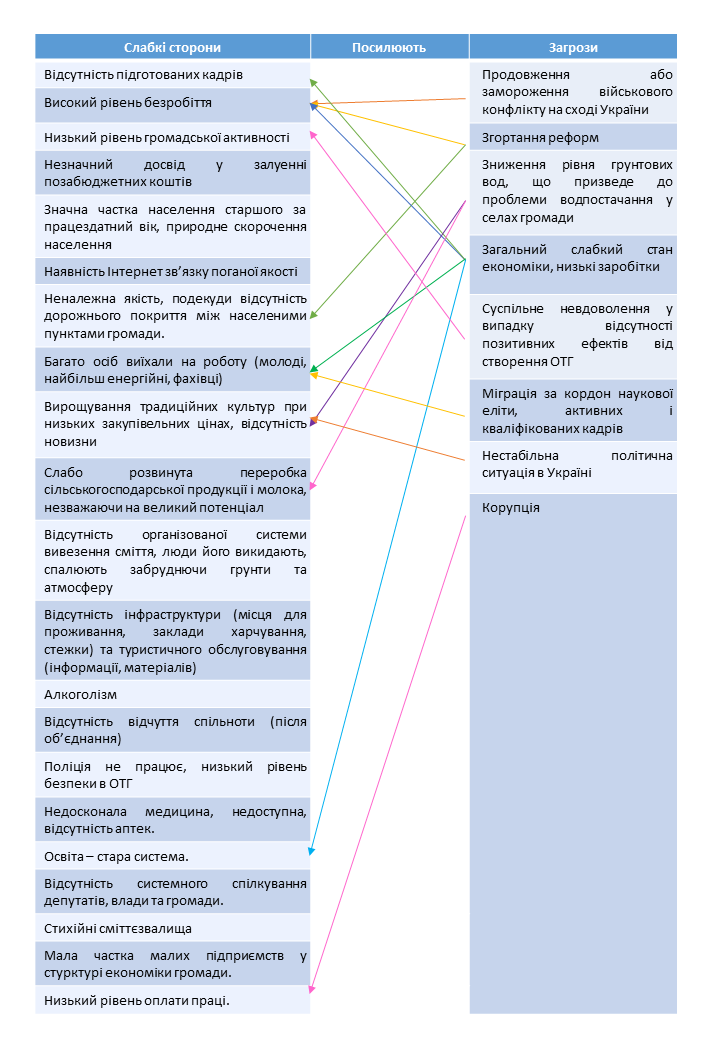 Слабкі сторони
Посилюють
Загрози
Відсутність підготованих кадрів
Високий рівень безробіття
Низький рівень громадської активності
Незначний досвід у залуенні
позабюджетних коштів
Значна частка населення старшого за
працездатний вік, природне скорочення
населення
Наявність Інтернет зв’язку поганої якості
Неналежна якість, подекуди відсутність
дорожнього покриття між населеними
пунктами громади.
Багато осіб виїхали на роботу (молоді,
найбільш енергійні, фахівці)
Вирощування традиційних культур при
низьких закупівельних цінах, відсутність
новизни
Слабо розвинута переробка
сільськогосподарської продукції і молока,
незважаючи на великий потенціал
Відсутність організованої системи
вивезення сміття, люди його викидають,
спалюють забруднюючи грунти та
атмосферу
Відсутність інфраструктури (місця для
проживання, заклади харчування,
стежки) та туристичного обслуговування
(інформації, матеріалів)
Алкоголізм
Відсутність відчуття спільноти (після
об’єднання)
Поліція не працює, низький рівень
безпеки в ОТГ
Недосконала медицина, недоступна,
відсутність аптек.
Освіта – стара система.
Відсутність системного спілкування
депутатів, влади та громади.
Стихійні сміттєзвалища
Мала частка малих підприємств у
стурктурі економіки громади.
Низький рівень оплати праці.
Продовження або
замороження військового
конфлікту на сході України
Згортання реформ
Зниження рівня грунтових
вод, що призведе до
проблеми водпостачання у
селах громади
Загальний слабкий стан
економіки, низькі заробітки
Суспільне невдоволення у
випадку відсутності
позитивних ефектів від
створення ОТГ
Міграція за кордон наукової
еліти, активних і
кваліфікованих кадрів
Нестабільна політична
ситуація в Україні
Корупція